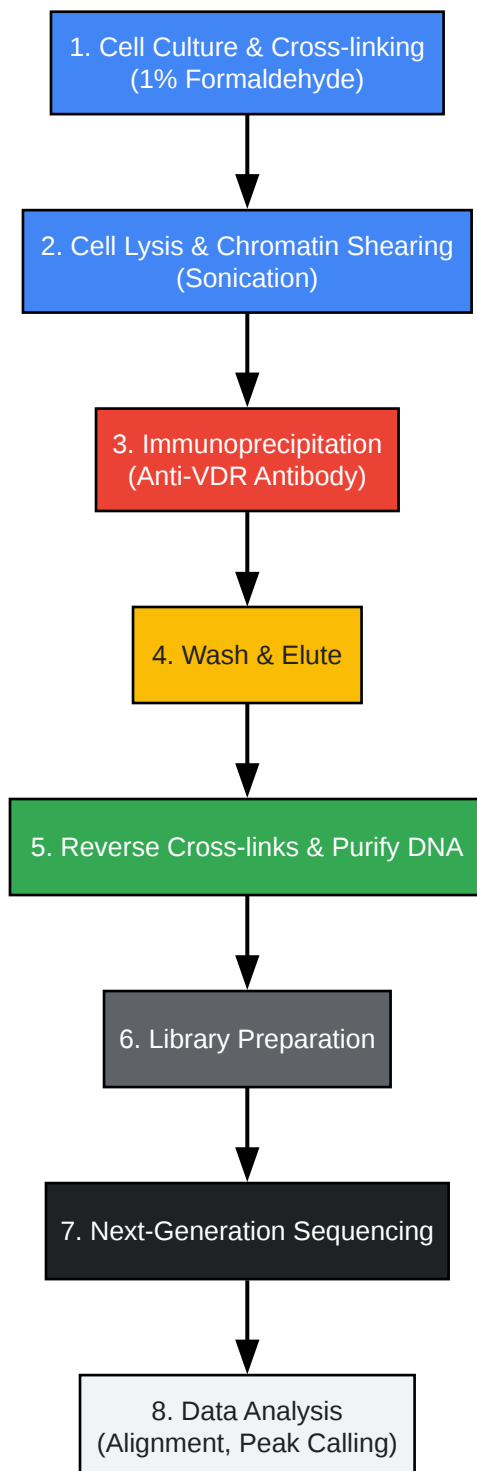 1. Cell Culture & Cross-linking
(1% Formaldehyde)
2. Cell Lysis & Chromatin Shearing
(Sonication)
3. Immunoprecipitation
(Anti-VDR Antibody)
4. Wash & Elute
5. Reverse Cross-links & Purify DNA
6. Library Preparation
7. Next-Generation Sequencing
8. Data Analysis
(Alignment, Peak Calling)